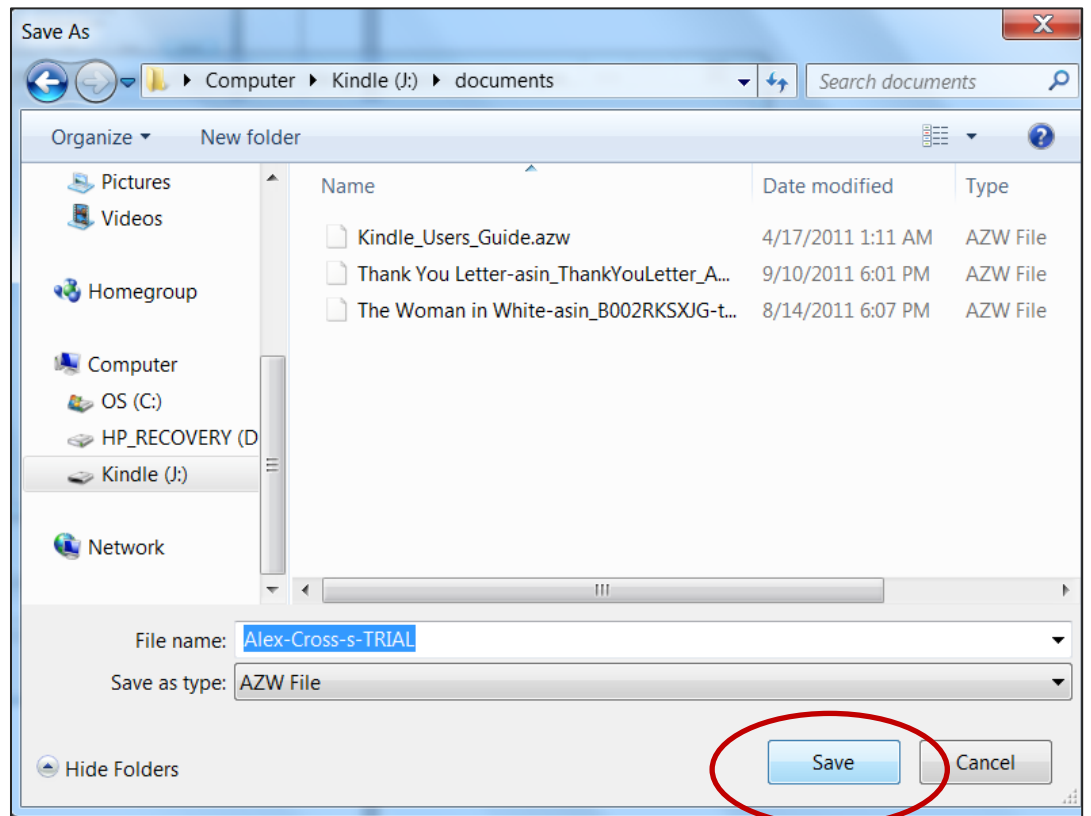 Save As
Computer Kindle (J:) documents
Search documents
Organize New folder
Pictures
Videos
Homegroup
Computer
OS (C:)
HP_RECOVERY (D
Kindle (J:)
Network
Name Date modified Type
Kindle_Users_Guide.azw 4/17/2011 1:11 AM AZW File
Thank You Letter-asin_ThankYouLetter_A... 9/10/2011 6:01 PM AZW File
The Woman in White-asin_B002RKSXJG-t... 8/14/2011 6:07 PM AZW File
File name: Alex-Cross-s-TRIAL
Save as type: AZW File
Hide Folders
Save Cancel